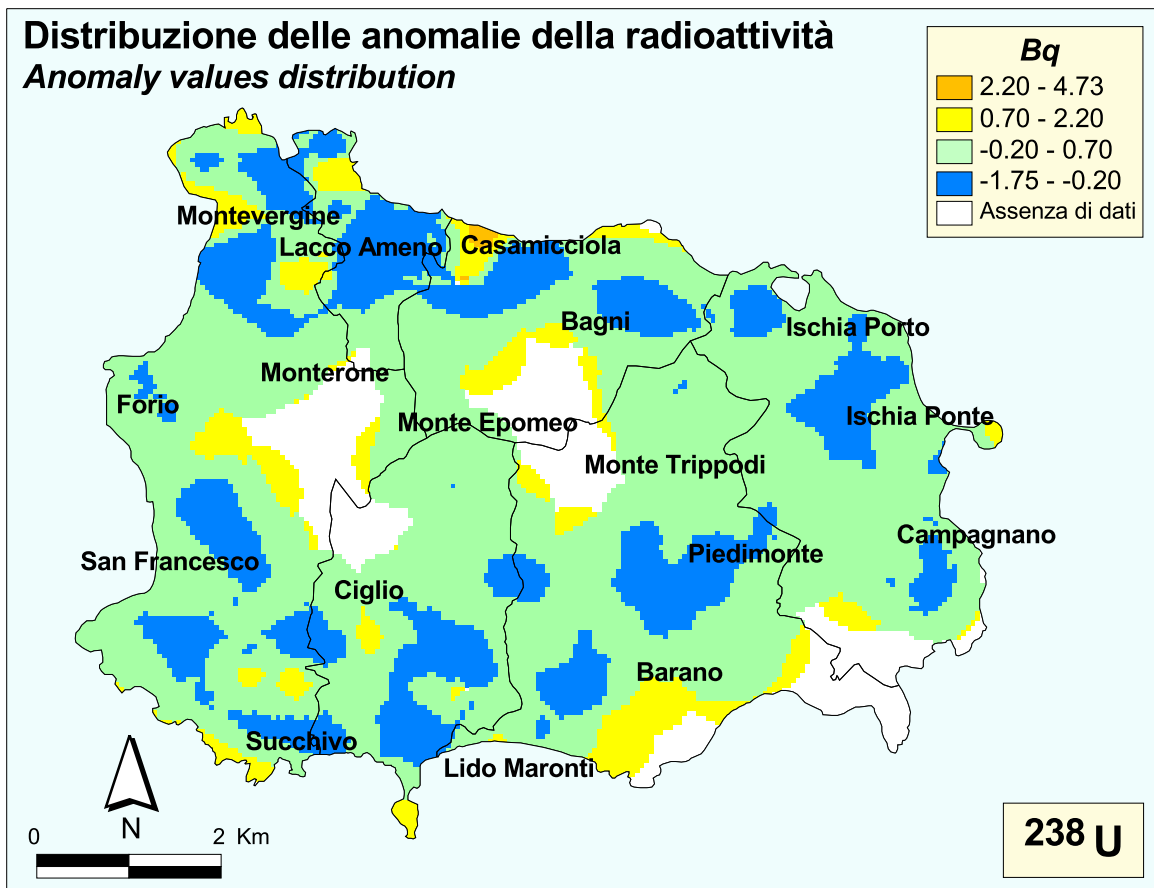 Distribuzione delle anomalie della radioattività
Anomaly values distribution
Bq
2.20 - 4.73
0.70 - 2.20
-0.20 - 0.70
-1.75 - -0.20
Assenza di dati
Montevergine
Lacco Ameno
Casamicciola
Bagni
Ischia Porto
Monterone
Forio
Monte Epomeo
Ischia Ponte
Monte Trippodi
Campagnano
San Francesco
Piedimonte
Ciglio
Barano
Succhivo
Lido Maronti
N
0 2 Km
238 U